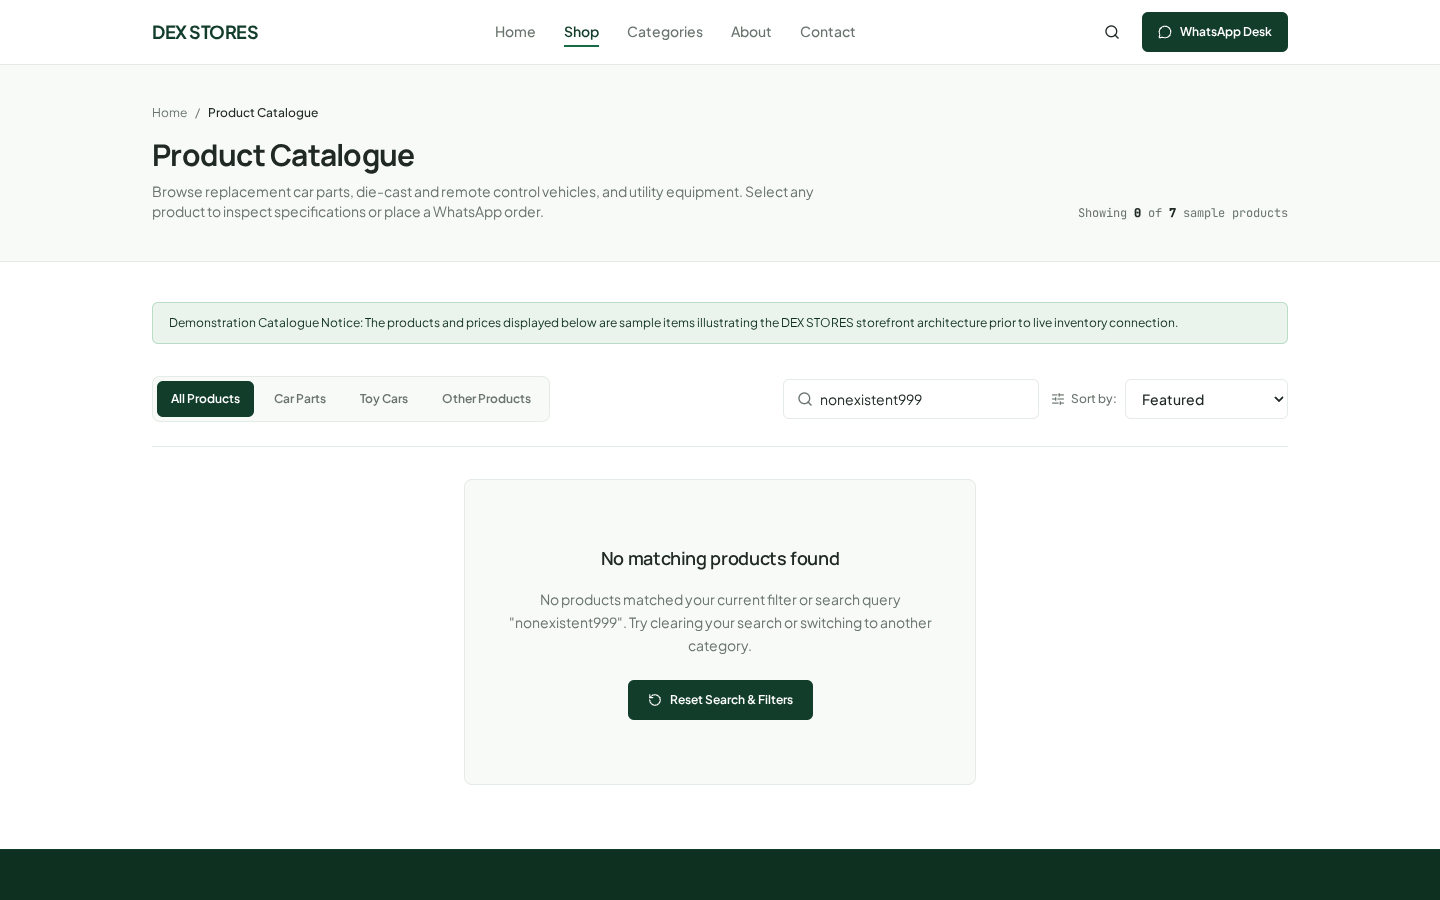 DEX STORES
Home
Shop
Categories
About
Contact
WhatsApp Desk
Home / Product Catalogue
Product Catalogue
Browse replacement car parts, die-cast and remote control vehicles, and utility equipment. Select any
product to inspect specifications or place a WhatsApp order.
Showing 0 of 7 sample products
Demonstration Catalogue Notice: The products and prices displayed below are sample items illustrating the DEX STORES storefront architecture prior to live inventory connection.
All Products
Car Parts
Toy Cars
Other Products
nonexistent999
Sort by:
Featured
No matching products found
No products matched your current filter or search query
"nonexistent999". Try clearing your search or switching to another
category.
Reset Search & Filters